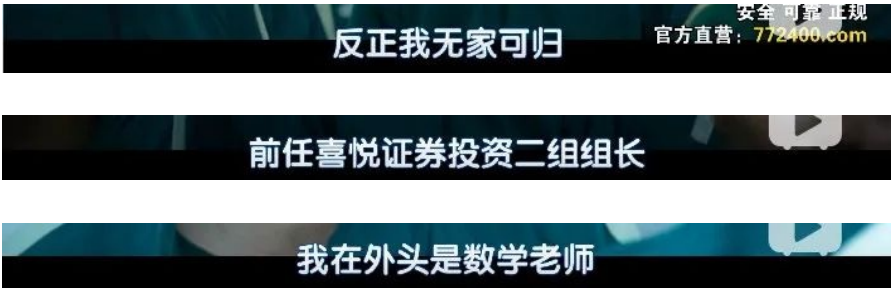 安全 可靠 正规
反正我无家可归
官方直营：772400.com
前任喜悦证券投资二组组长
我在外头是数学老师